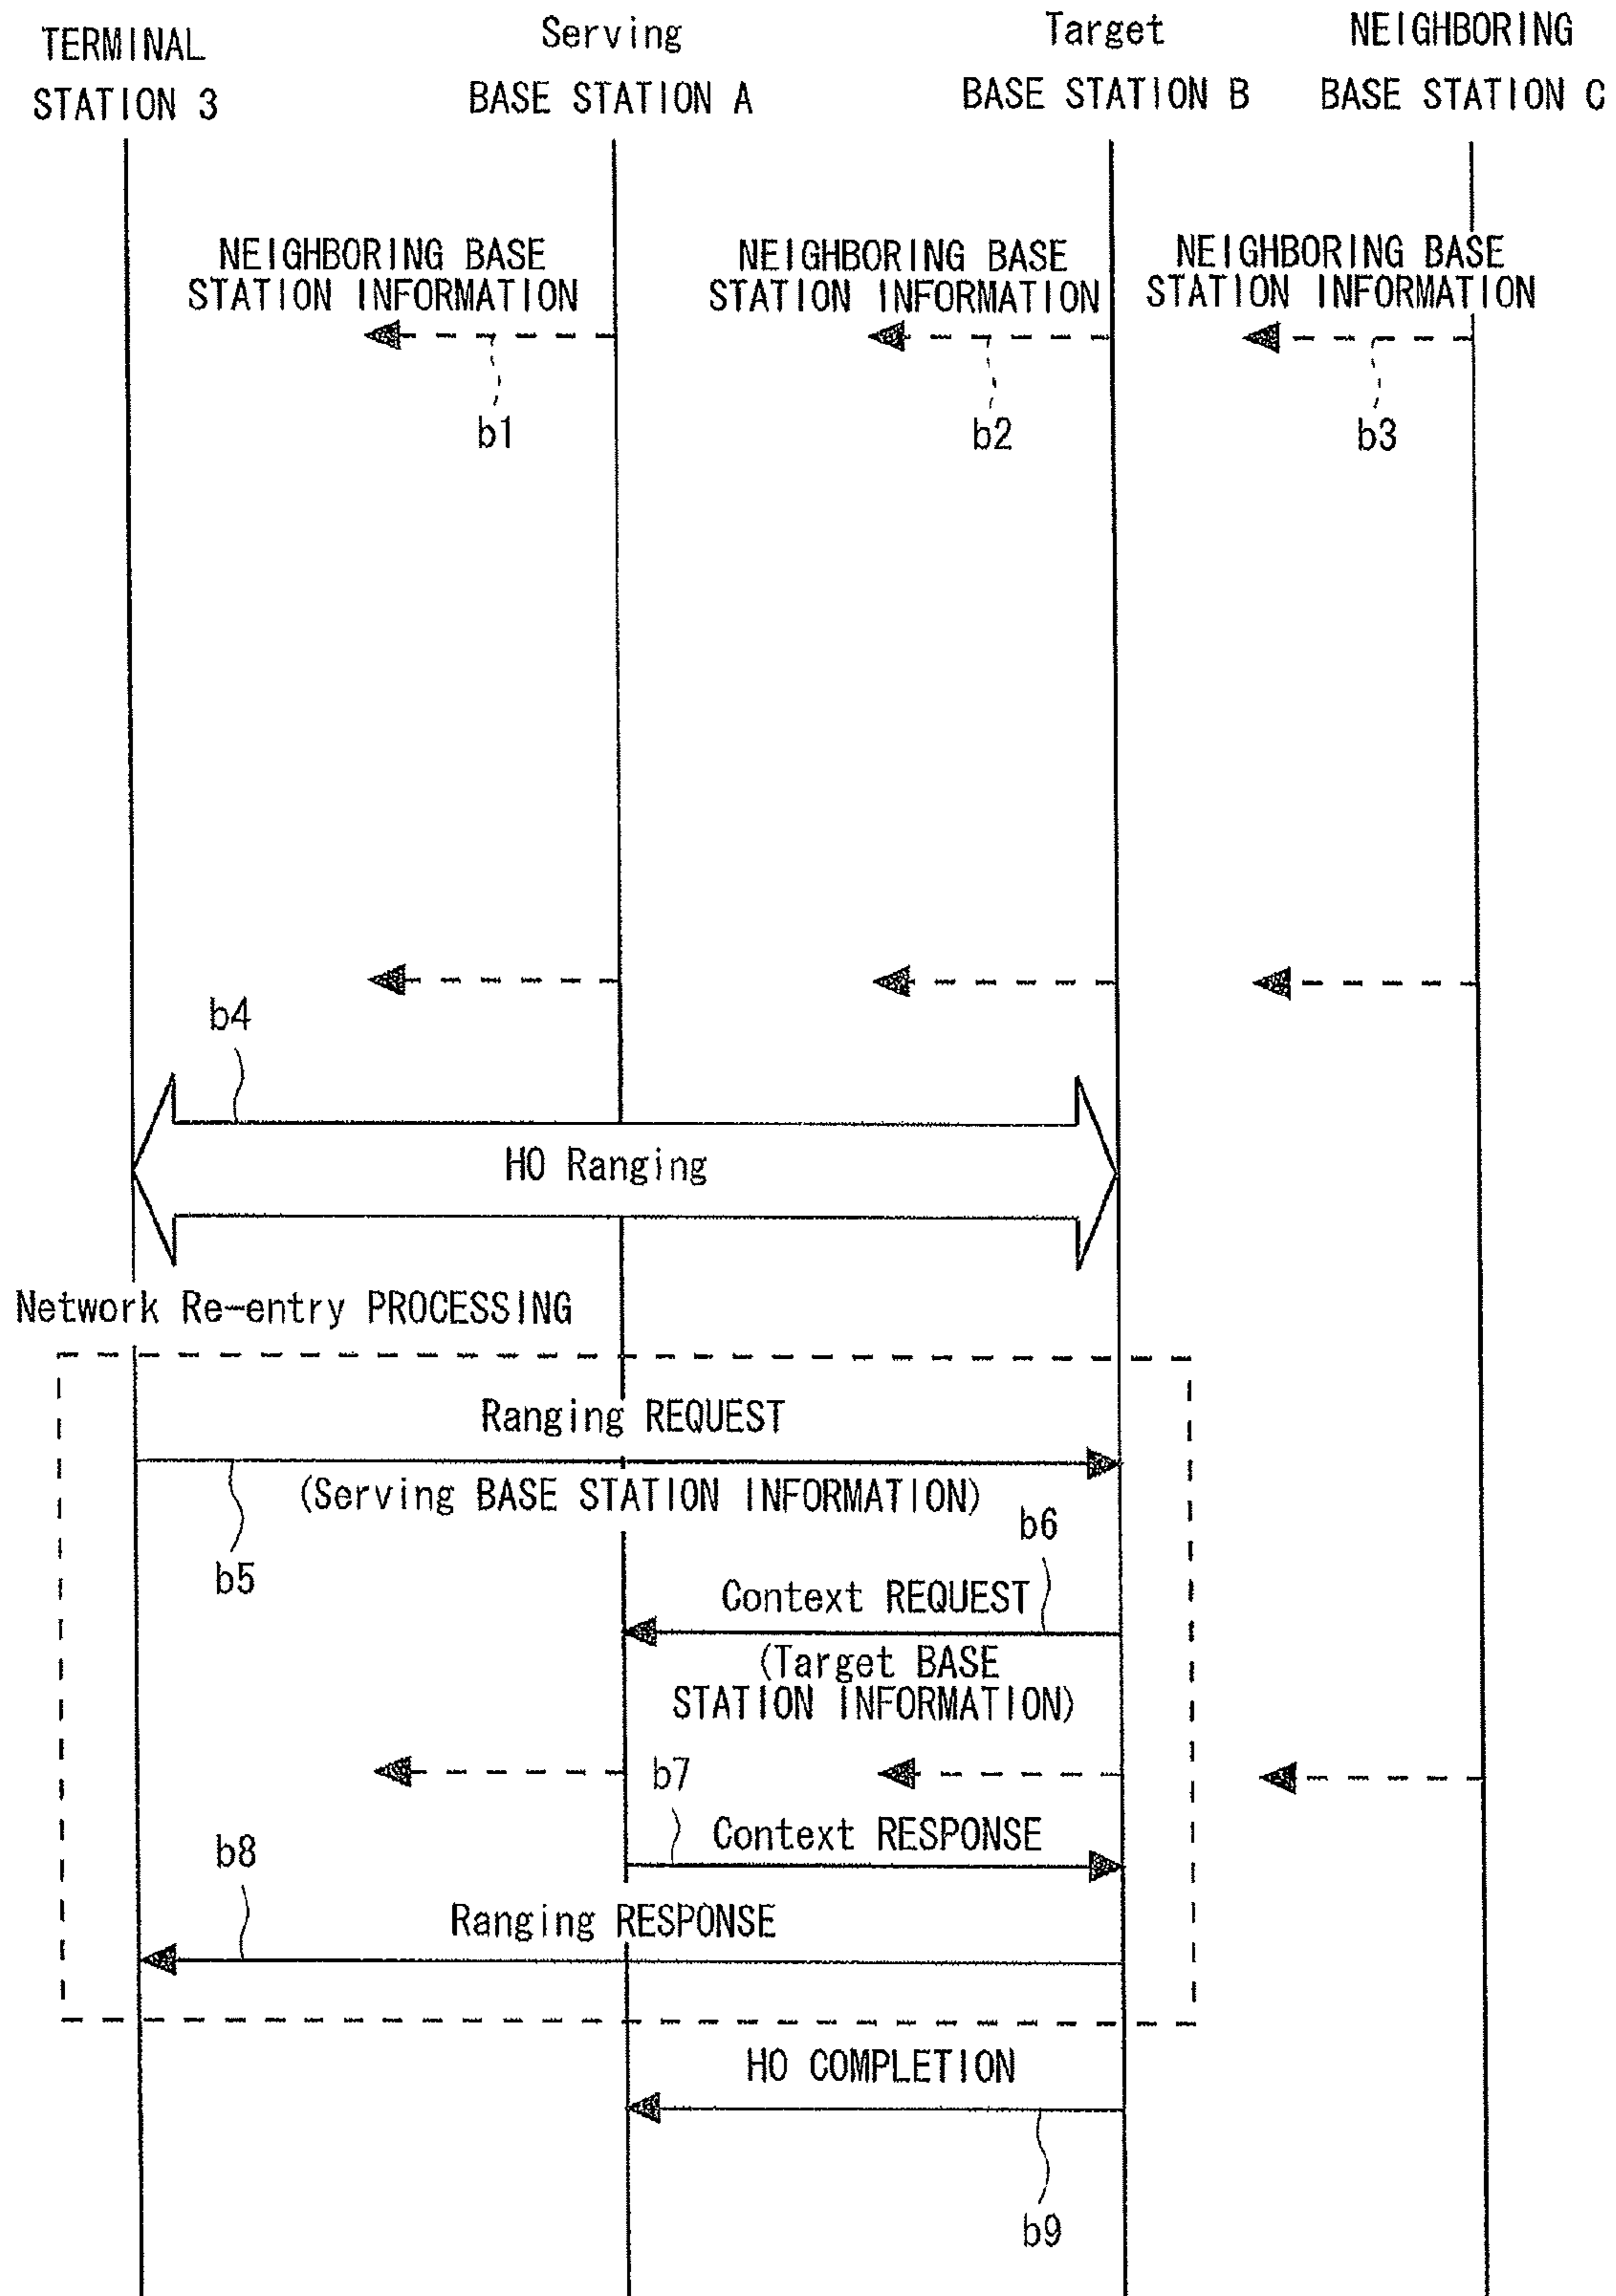 TERMINAL
STATION 3
Serving
BASE STATION A
Target
BASE STATION B
NEIGHBORING
BASE STATION C
NEIGHBORING BASE
STATION INFORMATION
NEIGHBORING BASE
STATION INFORMATION
NEIGHBORING BASE
STATION INFORMATION
b1
b2
b3
b4
HO Ranging
Network Re-entry PROCESSING
Ranging REQUEST
(Serving BASE STATION INFORMATION)
b5
b6
Context REQUEST
(Target BASE
STATION INFORMATION)
b7
Context RESPONSE
b8
Ranging RESPONSE
HO COMPLETION
b9